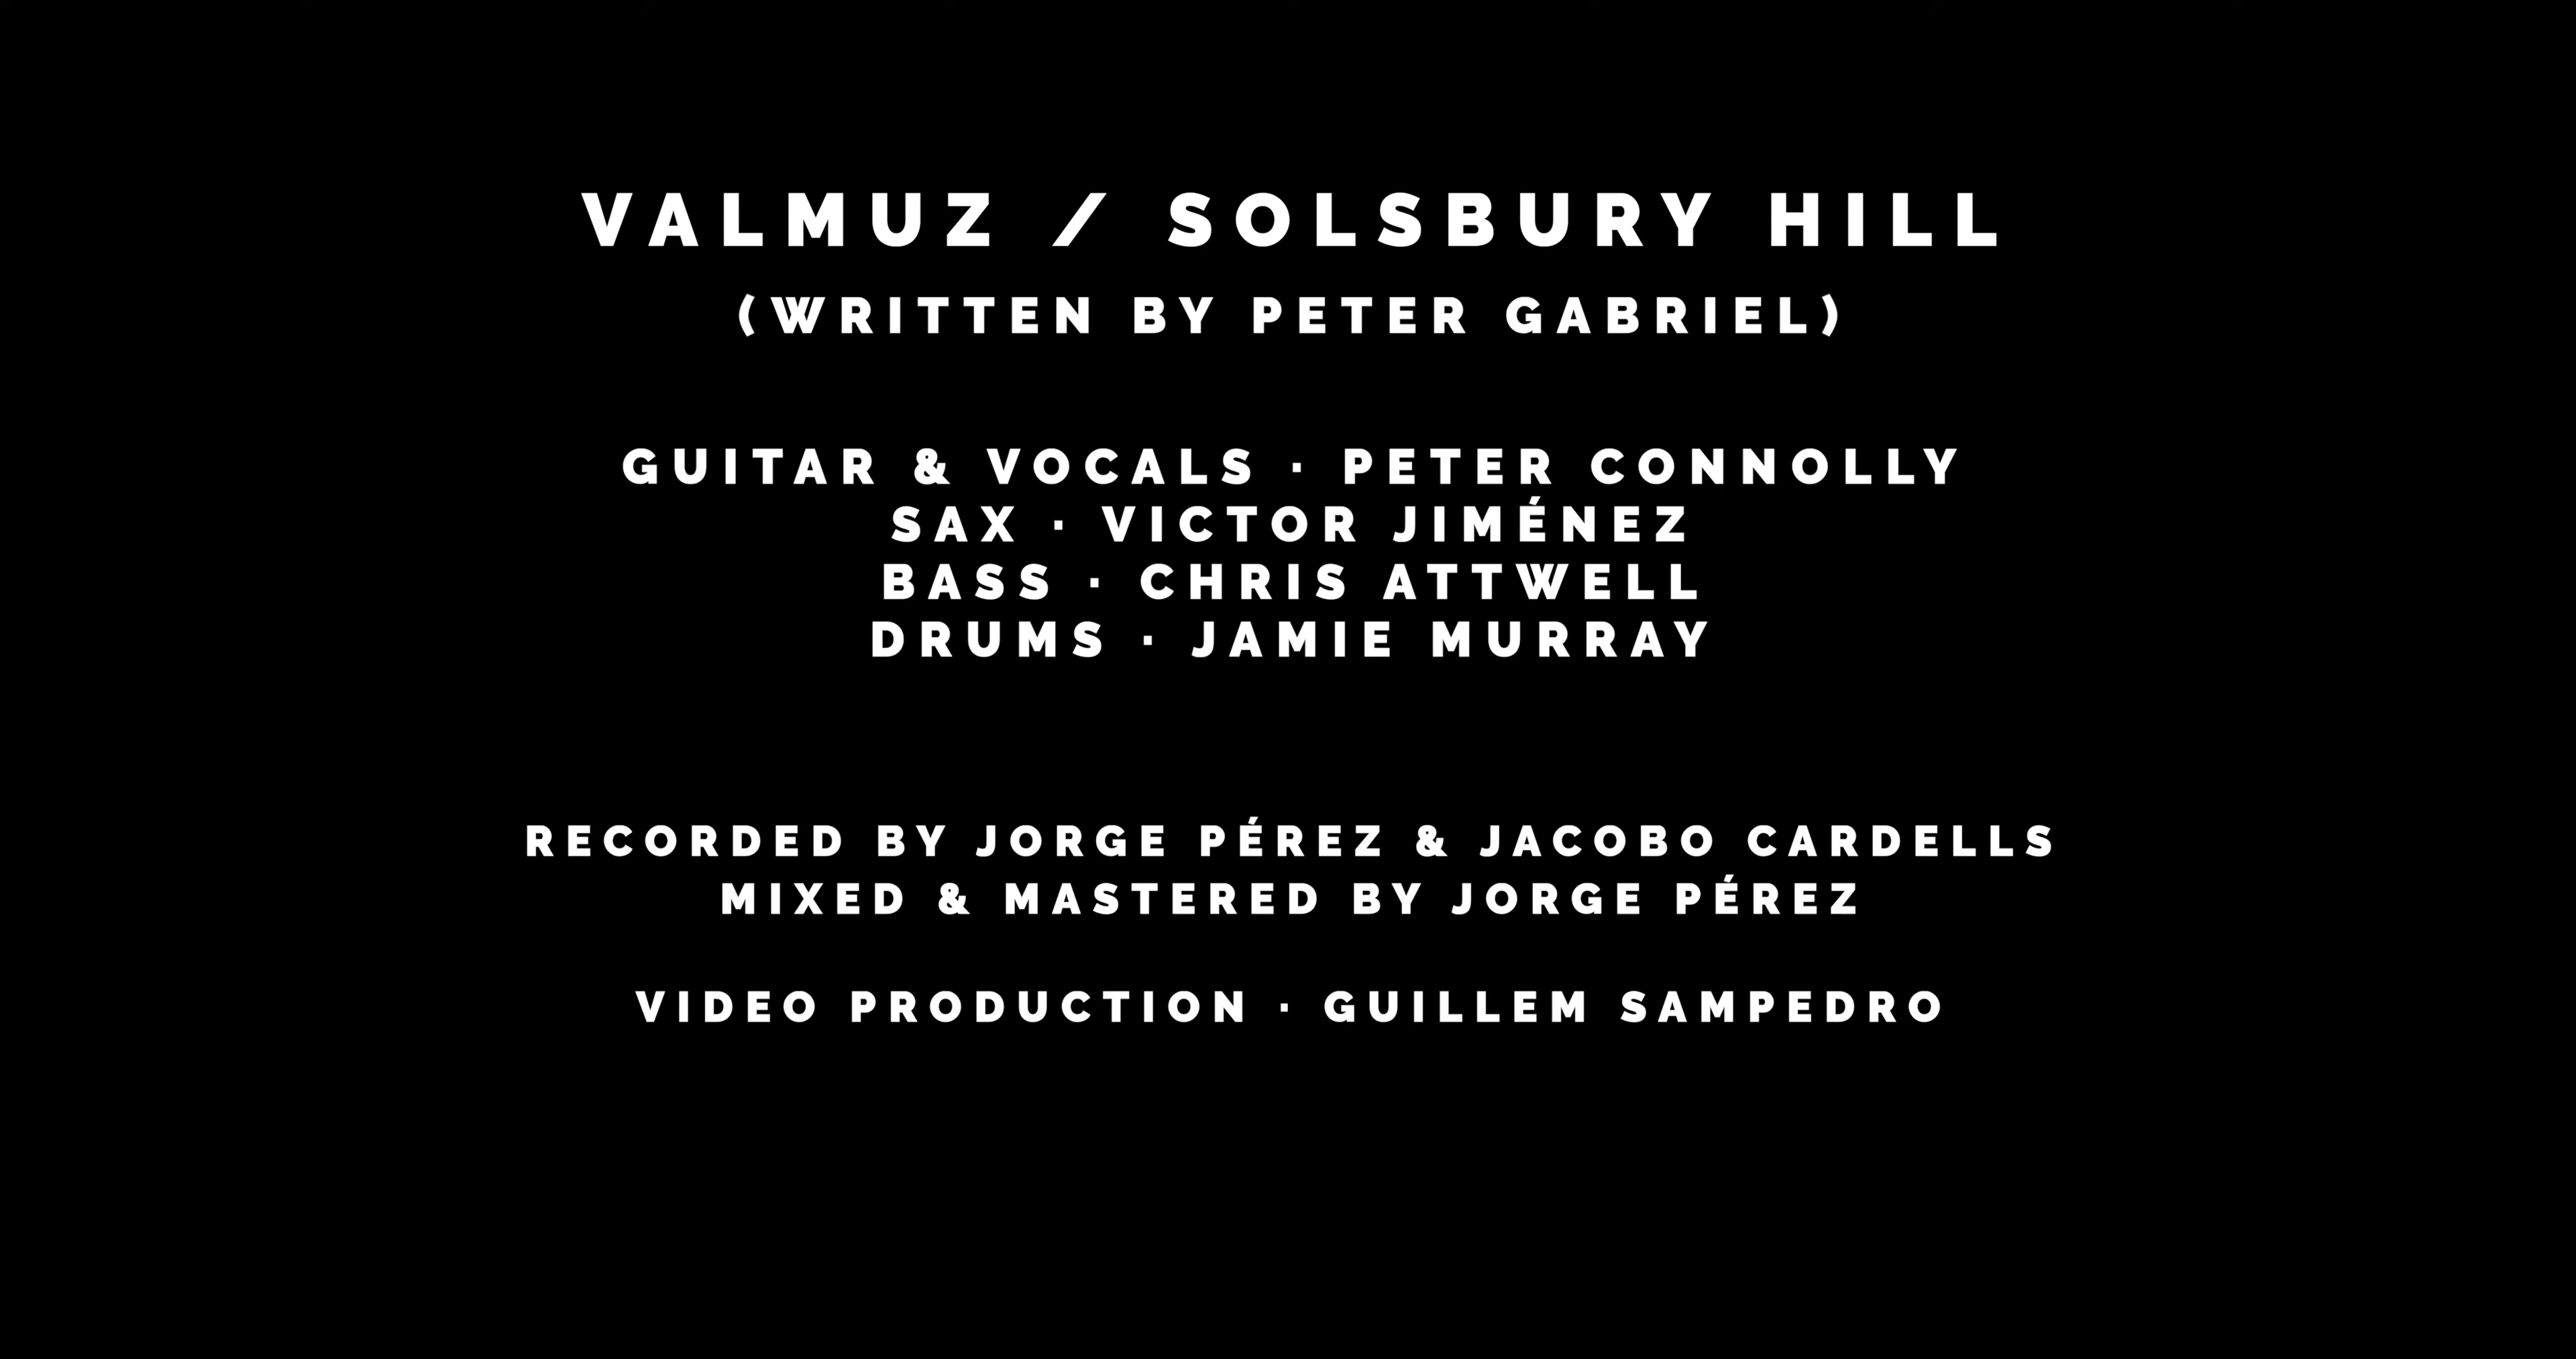 VALMUZ / SOLSBURY HILL
(WRITTEN BY PETER GABRIEL)
GUITAR & VOCALS · PETER CONNOLLY
SAX · VICTOR JIMÉNEZ
BASS · CHRIS ATTWELL
DRUMS · JAMIE MURRAY
RECORDED BY JORGE PÉREZ & JACOBO CARDELLS
MIXED & MASTERED BY JORGE PÉREZ
VIDEO PRODUCTION · GUILLEM SAMPEDRO